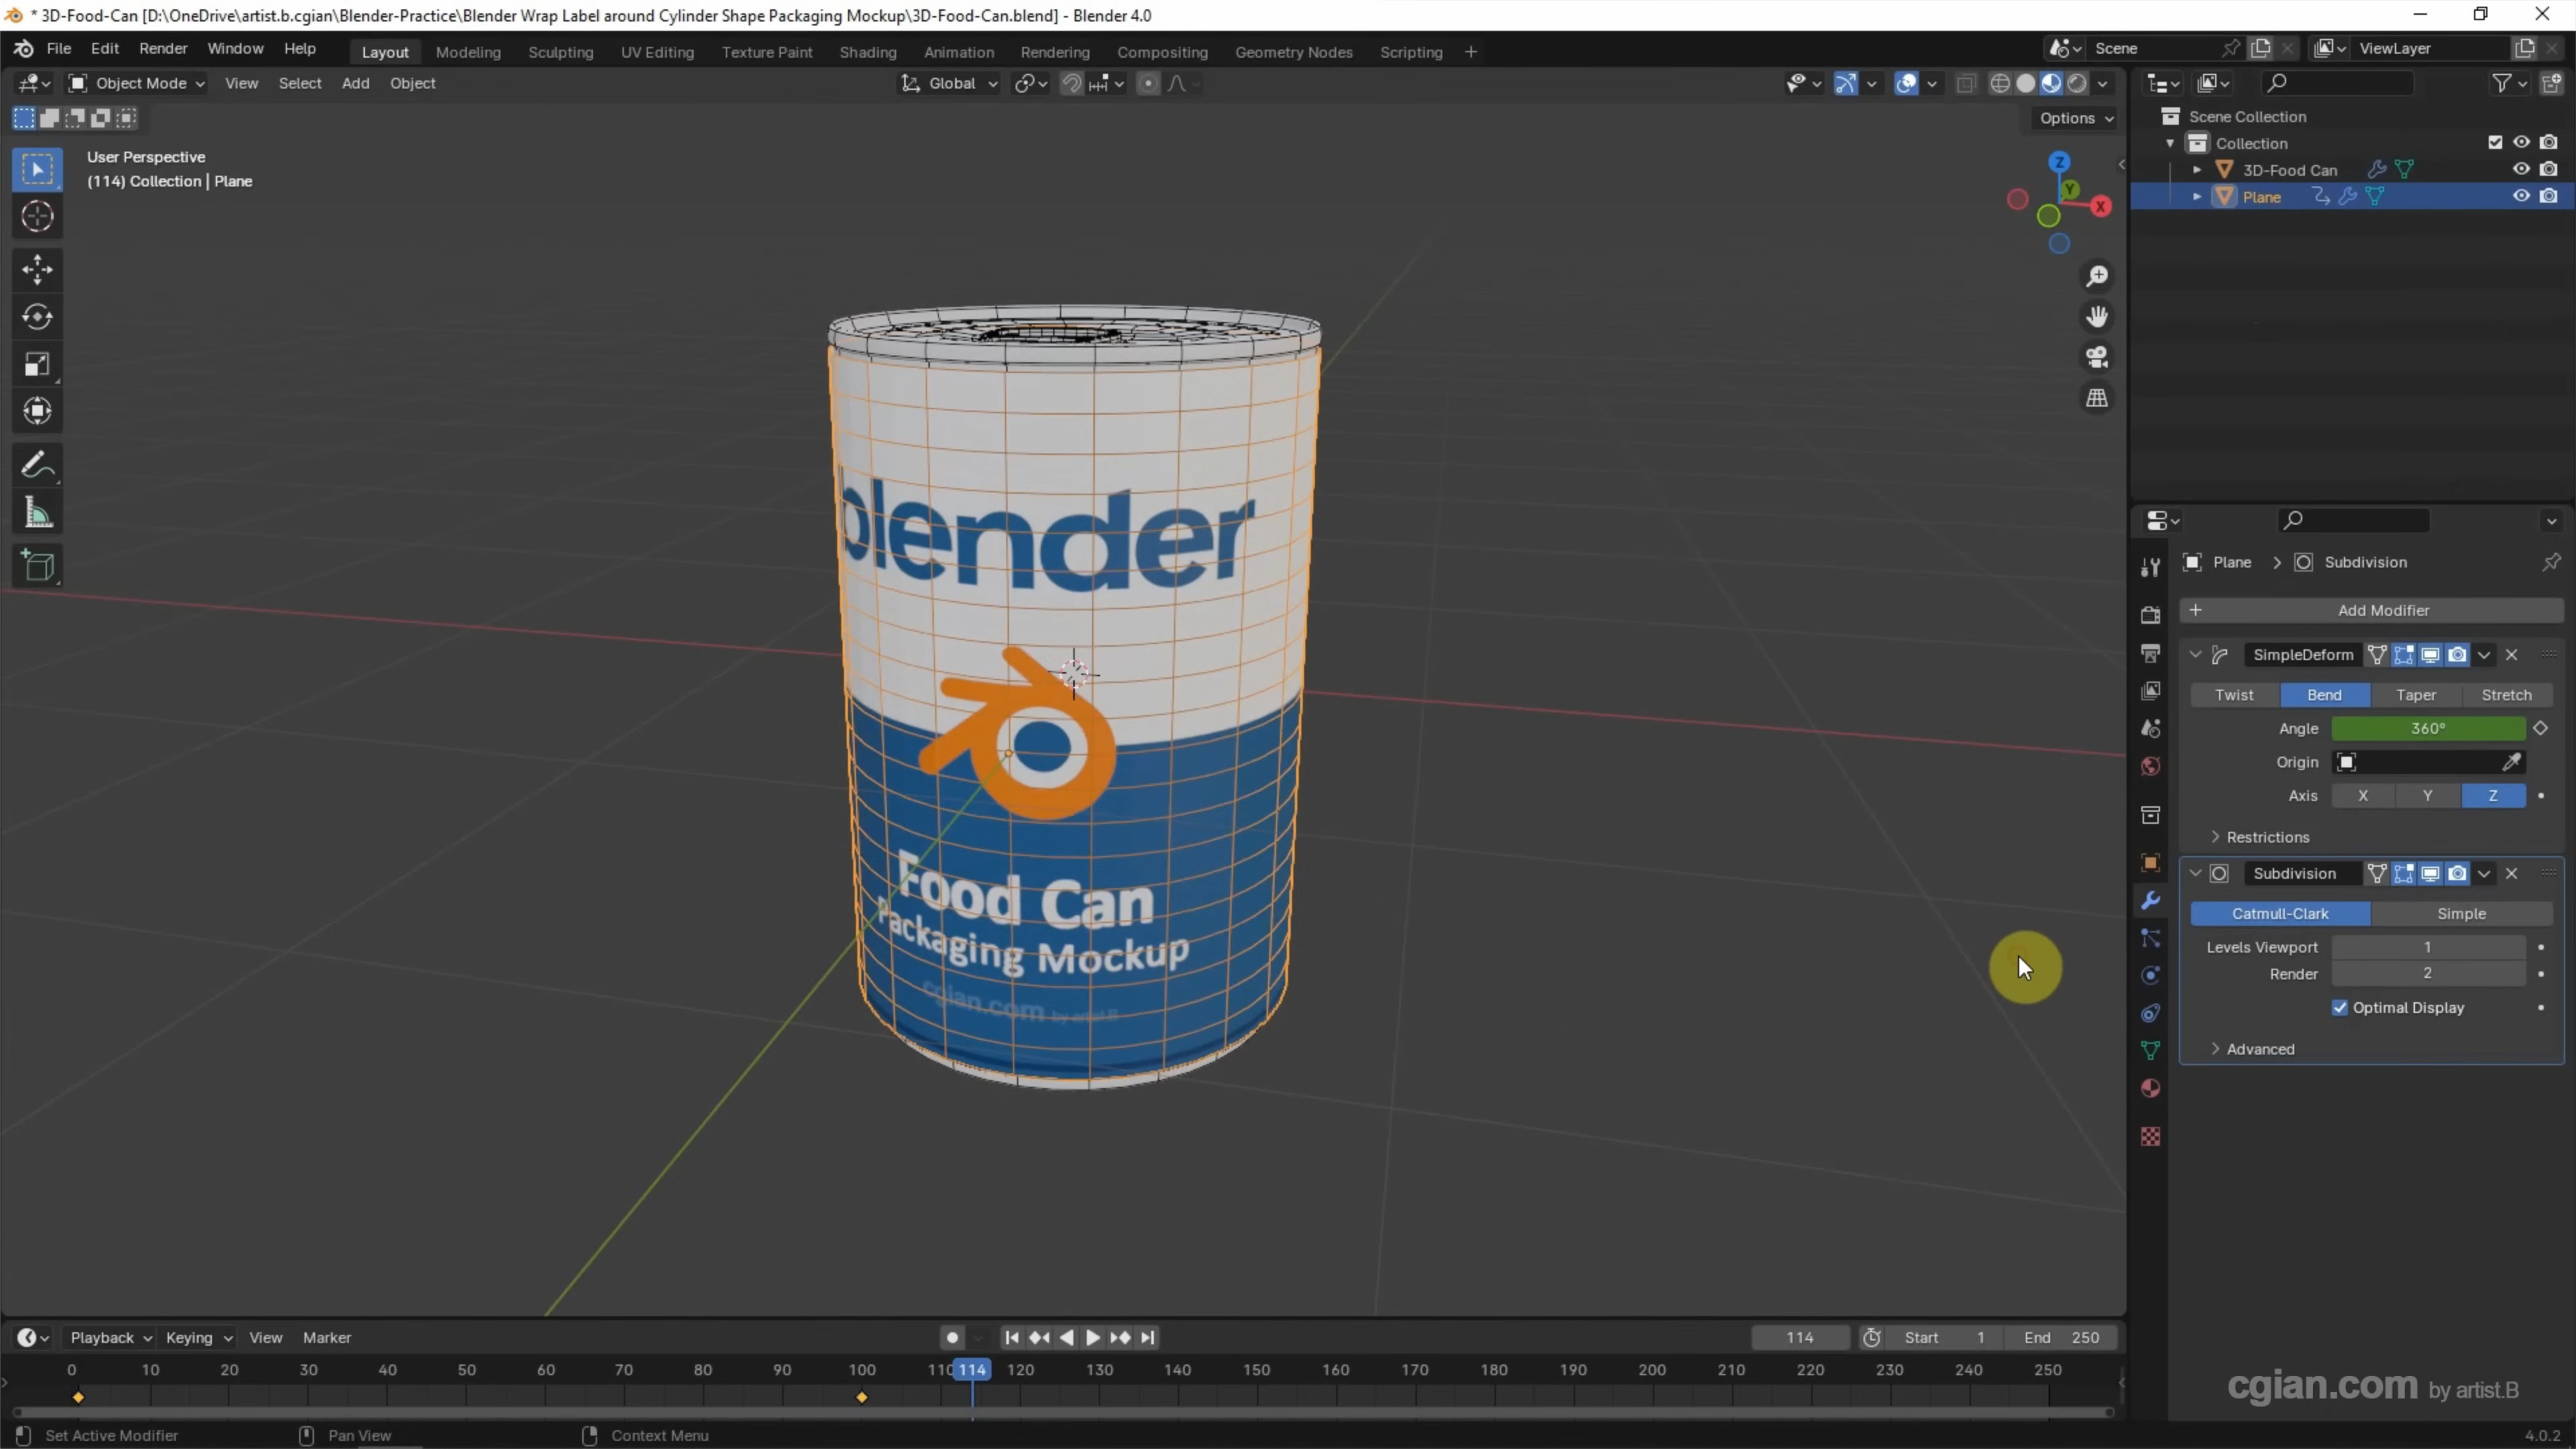 * 3D-Food-Can [D:\OneDrive\artist.b.cgian\Blender-Practice\Blender Wrap Label around Cylinder Shape Packaging Mockup\3D-Food-Can.blend] - Blender 4.0
File Edit Render Window Help Layout Modeling Sculpting UV Editing Texture Paint Shading Animation Rendering Compositing Geometry Nodes Scripting + Scene ViewLayer
Object Mode View Select Add Object Global
Options
User Perspective
(114) Collection | Plane
Z
Y
X
Scene Collection
Collection
3D-Food Can
Plane
blender
Food Can
Packaging Mockup
cgian.com by artist.B
Plane > Subdivision
+ Add Modifier
SimpleDeform
Twist Bend Taper Stretch
Angle 360°
Origin
Axis X Y Z
Restrictions
Subdivision
Catmull-Clark Simple
Levels Viewport 1
Render 2
Optimal Display
Advanced
Playback Keying View Marker 114 Start 1 End 250
0 10 20 30 40 50 60 70 80 90 100 110 114 120 130 140 150 160 170 180 190 200 210 220 230 240 250
cgian.com by artist.B
Set Active Modifier Pan View Context Menu 4.0.2